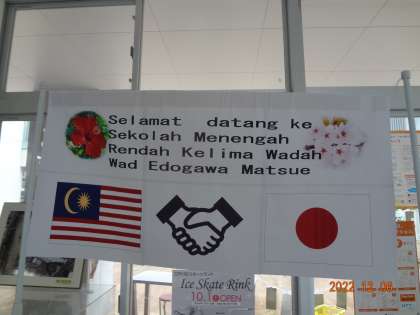 Selamat datang ke
Sekolah Menengah
Rendah Kelima Wadah
Wad Edogawa Matsue
Ice Skate Rink
10.1 OPEN